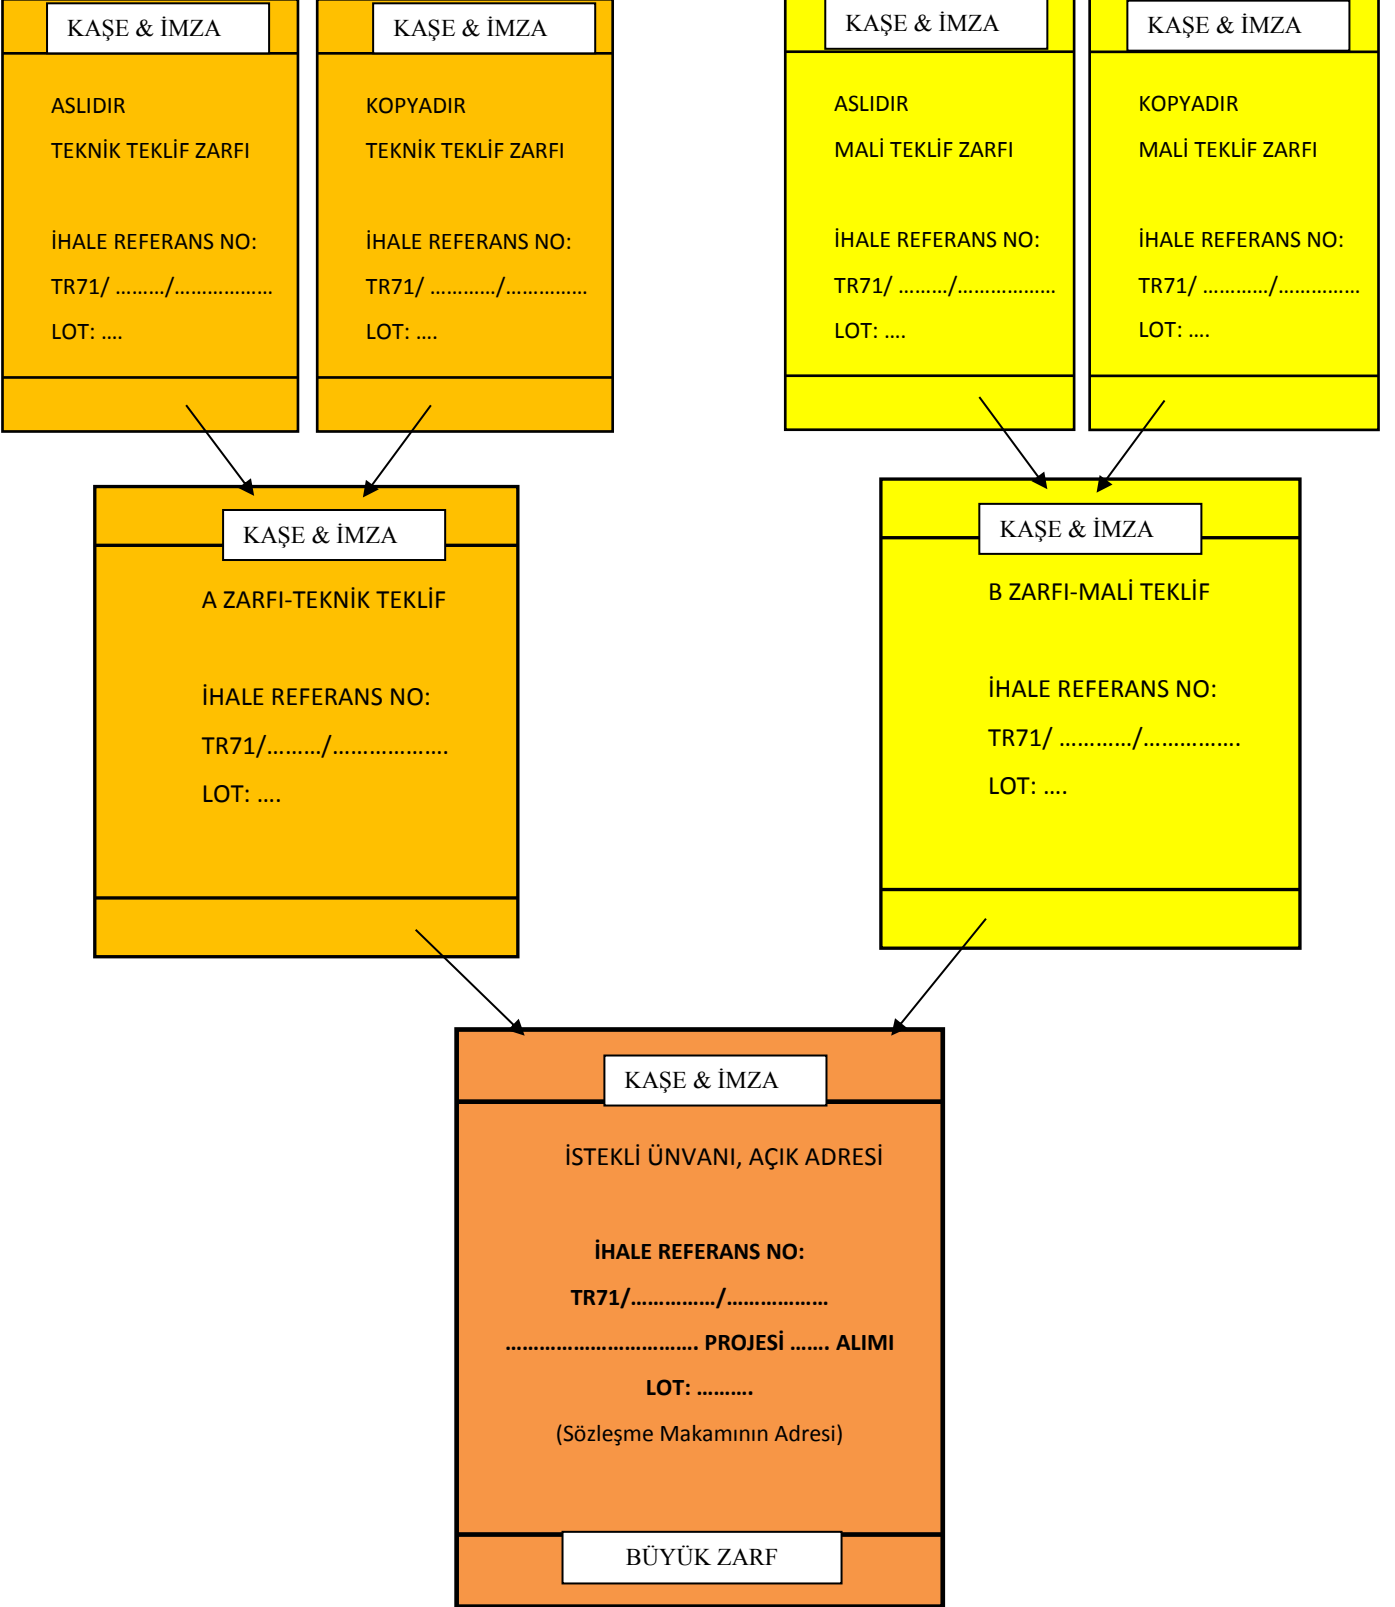 KAŞE & İMZA
ASLIDIR
TEKNİK TEKLİF ZARFI
İHALE REFERANS NO:
TR71/ ………/………………
LOT: ….
KAŞE & İMZA
KOPYADIR
TEKNİK TEKLİF ZARFI
İHALE REFERANS NO:
TR71/ …………/……………
LOT: ….
KAŞE & İMZA
ASLIDIR
MALİ TEKLİF ZARFI
İHALE REFERANS NO:
TR71/ ………/………………
LOT: ….
KAŞE & İMZA
KOPYADIR
MALİ TEKLİF ZARFI
İHALE REFERANS NO:
TR71/ …………/……………
LOT: ….
KAŞE & İMZA
A ZARFI-TEKNİK TEKLİF
İHALE REFERANS NO:
TR71/………/……………….
LOT: ….
KAŞE & İMZA
B ZARFI-MALİ TEKLİF
İHALE REFERANS NO:
TR71/ …………/…………….
LOT: ….
KAŞE & İMZA
İSTEKLİ ÜNVANI, AÇIK ADRESİ
İHALE REFERANS NO:
TR71/……………/………………
……………………………. PROJESİ ……. ALIMI
LOT: ……….
(Sözleşme Makamının Adresi)
BÜYÜK ZARF